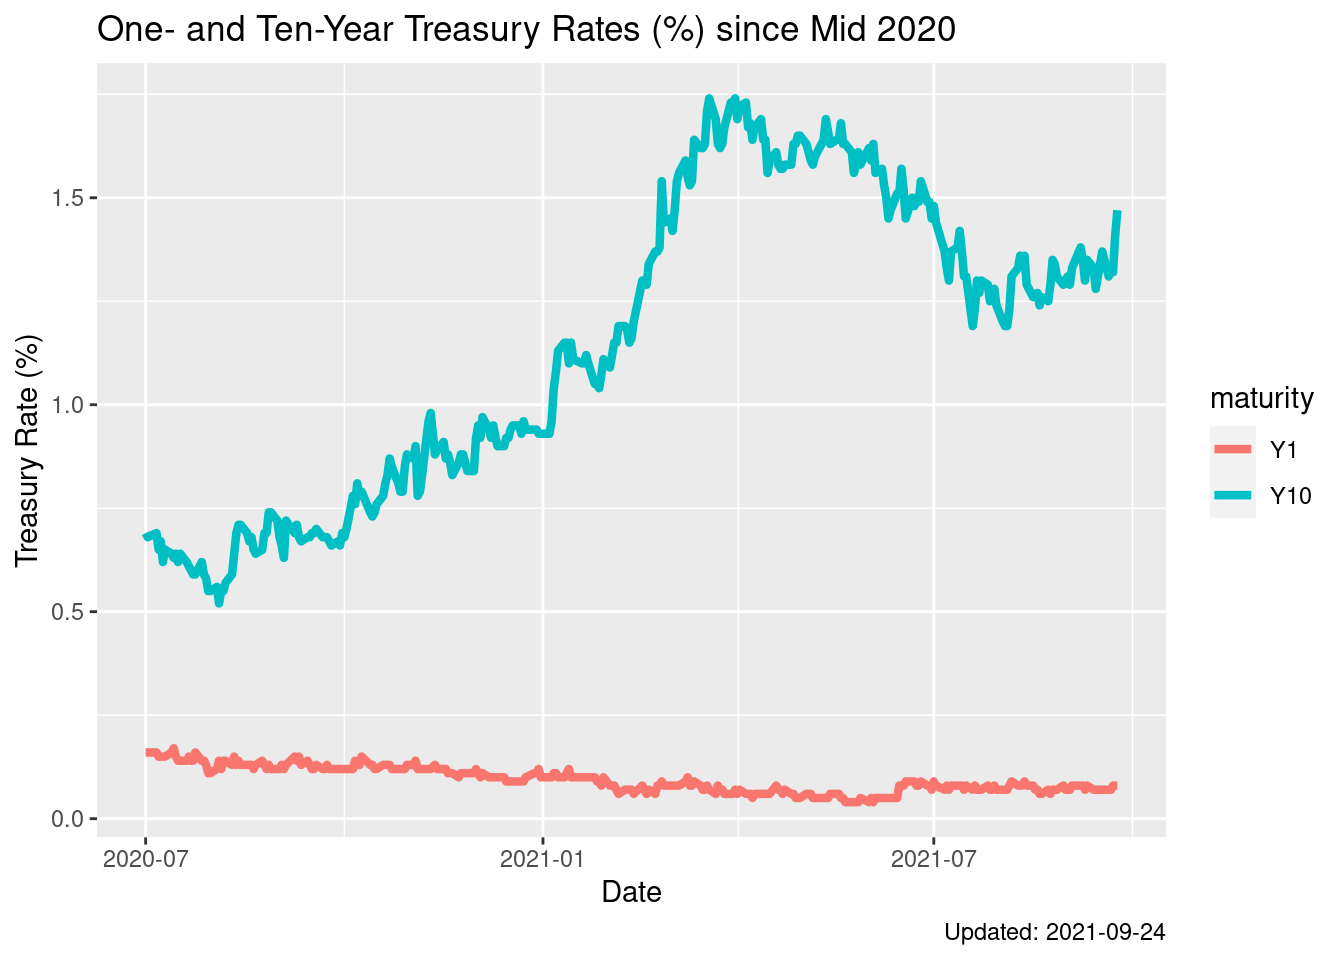 One- and Ten-Year Treasury Rates (%) since Mid 2020
Treasury Rate (%)
1.5
1.0
0.5
0.0
2020-07
2021-01
2021-07
Date
maturity
Y1
Y10
Updated: 2021-09-24